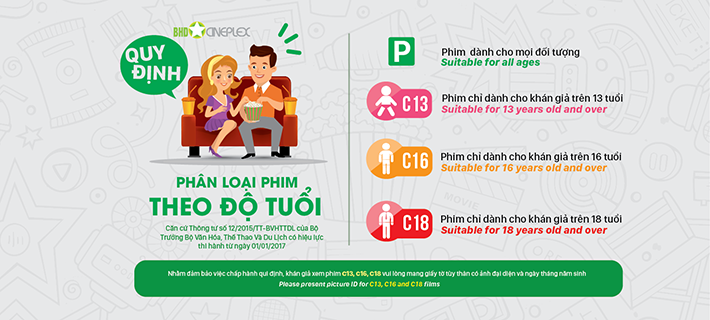 BHD CINEPLEX
QUY
ĐỊNH
PHÂN LOẠI PHIM
THEO ĐỘ TUỔI
Căn cứ Thông tư số 12/2015/TT-BVHTTDL của Bộ
Trưởng Bộ Văn Hóa, Thể Thao Và Du Lịch có hiệu lực
thi hành từ ngày 01/01/2017
P
Phim dành cho mọi đối tượng
Suitable for all ages
C13
Phim chỉ dành cho khán giả trên 13 tuổi
Suitable for 13 years old and over
C16
Phim chỉ dành cho khán giả trên 16 tuổi
Suitable for 16 years old and over
C18
Phim chỉ dành cho khán giả trên 18 tuổi
Suitable for 18 years old and over
Nhằm đảm bảo việc chấp hành qui định, khán giả xem phim C13, C16, C18 vui lòng mang giấy tờ tùy thân có ảnh đại diện và ngày tháng năm sinh
Please present picture ID for C13, C16 and C18 films